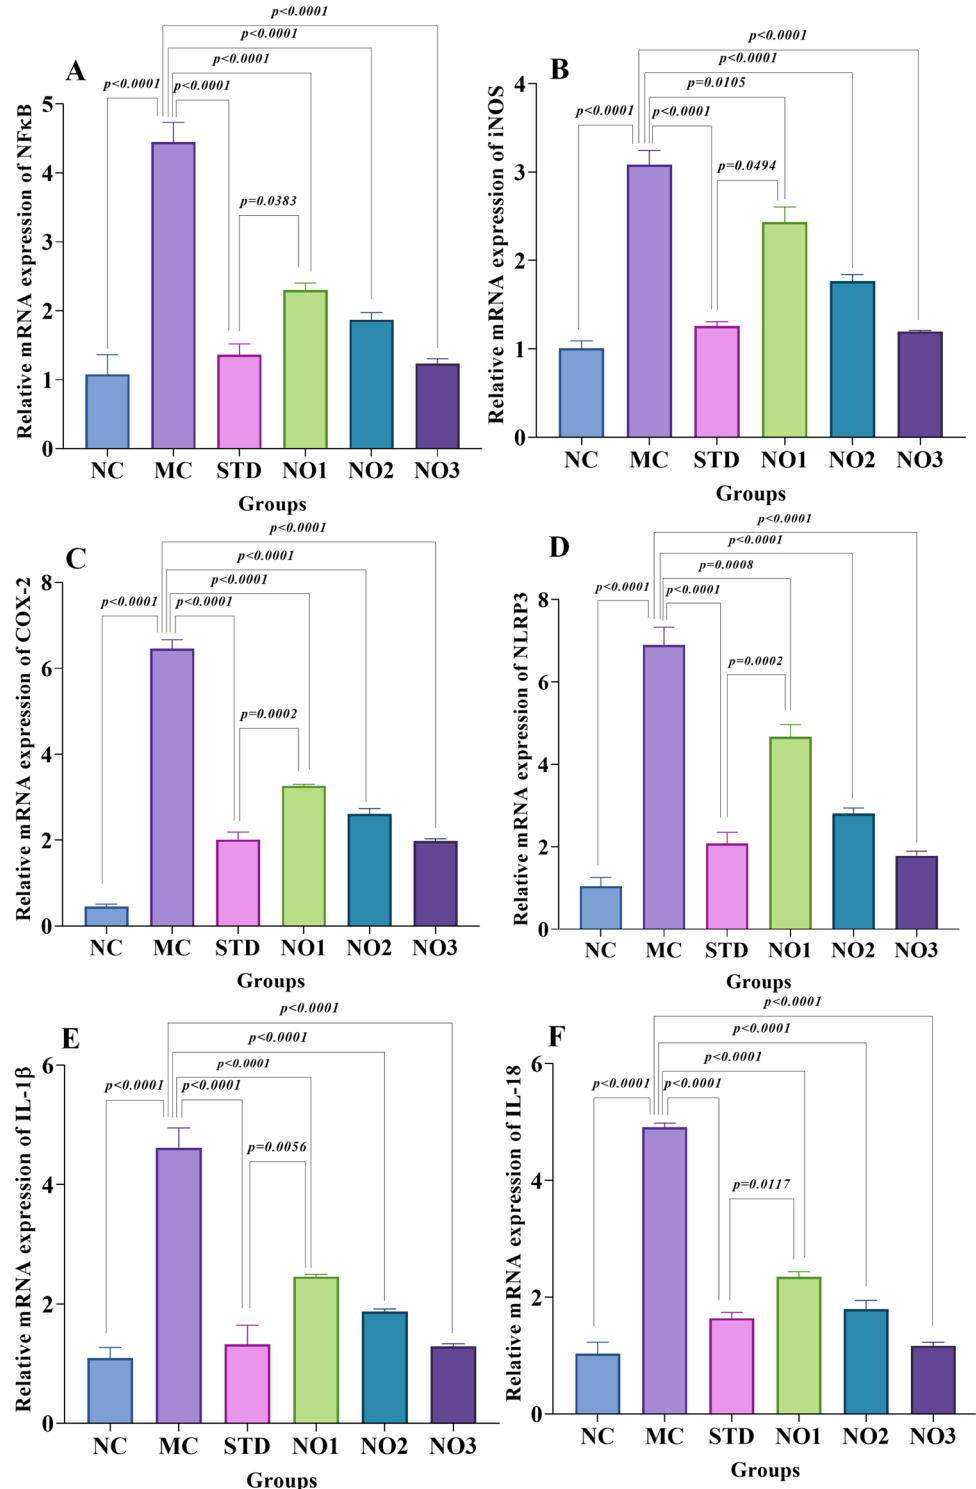 A
Relative mRNA expression of NFκB
p<0.0001
p<0.0001
p<0.0001
p<0.0001 p<0.0001
p=0.0383
5
4
3
2
1
0
NC MC STD NO1 NO2 NO3
Groups
B
Relative mRNA expression of iNOS
p<0.0001
p<0.0001
p=0.0105
p<0.0001 p<0.0001
p=0.0494
4
3
2
1
0
NC MC STD NO1 NO2 NO3
Groups
C
Relative mRNA expression of COX-2
p<0.0001
p<0.0001
p<0.0001
p<0.0001 p<0.0001
p=0.0002
8
6
4
2
0
NC MC STD NO1 NO2 NO3
Groups
D
Relative mRNA expression of NLRP3
p<0.0001
p<0.0001
p=0.0008
p<0.0001 p<0.0001
p=0.0002
8
6
4
2
0
NC MC STD NO1 NO2 NO3
Groups
E
Relative mRNA expression of IL-1β
p<0.0001
p<0.0001
p<0.0001
p<0.0001 p<0.0001
p=0.0056
6
4
2
0
NC MC STD NO1 NO2 NO3
Groups
F
Relative mRNA expression of IL-18
p<0.0001
p<0.0001
p<0.0001
p<0.0001 p<0.0001
p=0.0117
6
4
2
0
NC MC STD NO1 NO2 NO3
Groups